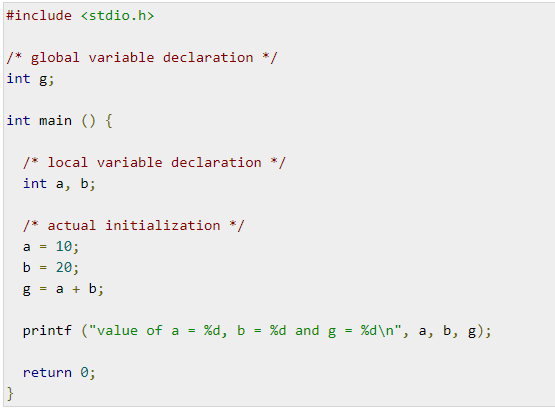 #include <stdio.h>

/* global variable declaration */
int g;

int main () {

  /* local variable declaration */
  int a, b;

  /* actual initialization */
  a = 10;
  b = 20;
  g = a + b;

  printf ("value of a = %d, b = %d and g = %d\n", a, b, g);

  return 0;
}